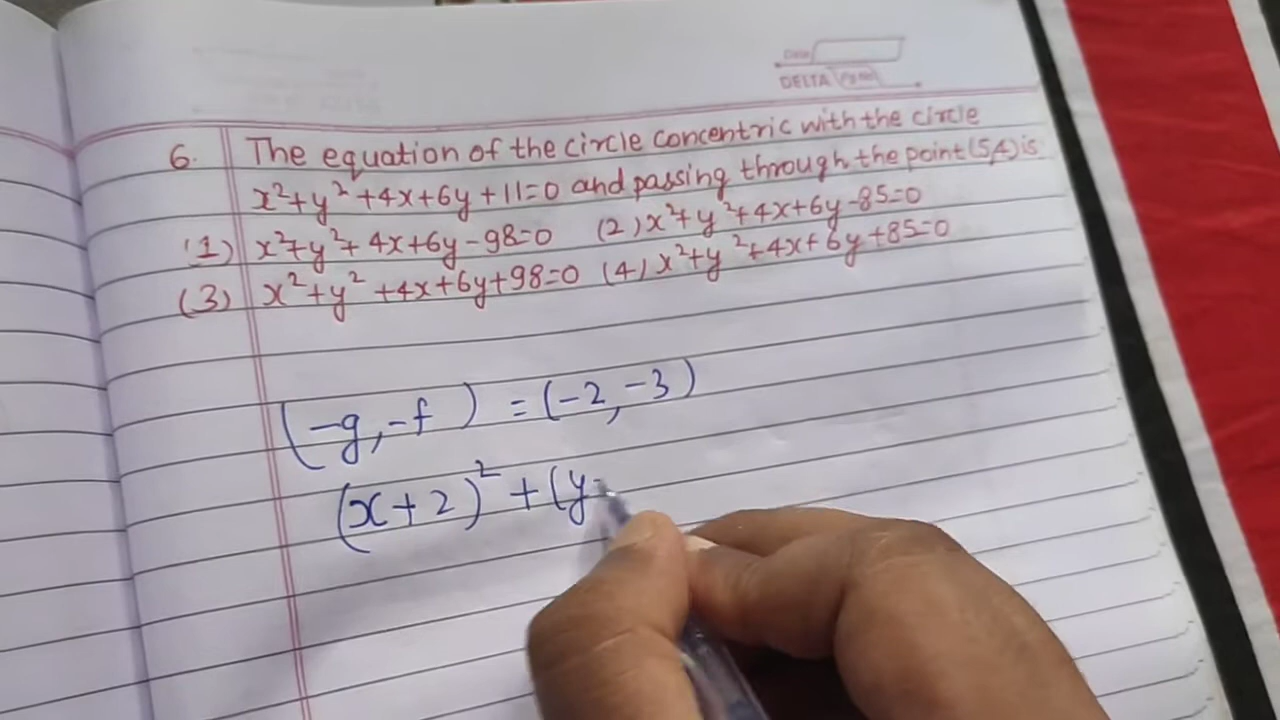 Date
DELTA Pg No
6. The equation of the circle concentric with the circle
x²+y²+4x+6y+11=0 and passing through the point (5,4) is
(1) x²+y²+4x+6y-98=0 (2) x²+y²+4x+6y-85=0
(3) x²+y²+4x+6y+98=0 (4) x²+y²+4x+6y+85=0
(-g,-f) = (-2,-3)
(x+2)²+(y